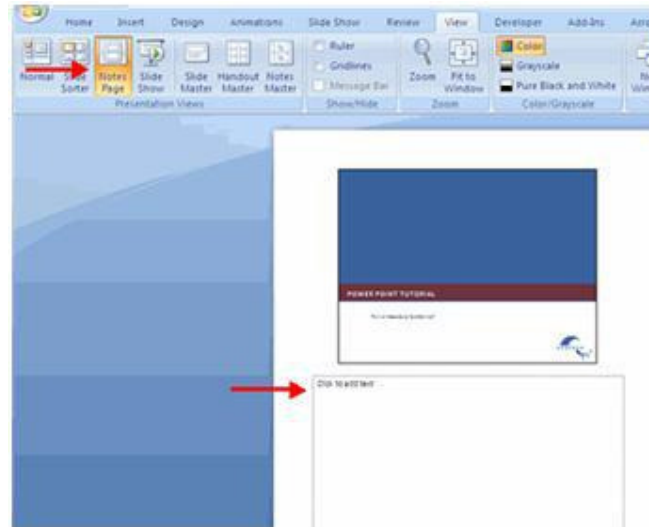 Home Insert Design Animations Slide Show Review View Developer Add-Ins
Normal Slide Sorter Notes Page Slide Show Slide Master Handout Master Notes Master
Ruler
Gridlines
Message Bar
Zoom Fit to Window
Color
Grayscale
Pure Black and White
Presentation Views Show/Hide Zoom Color/Grayscale
POWER POINT TUTORIAL
Click to add text